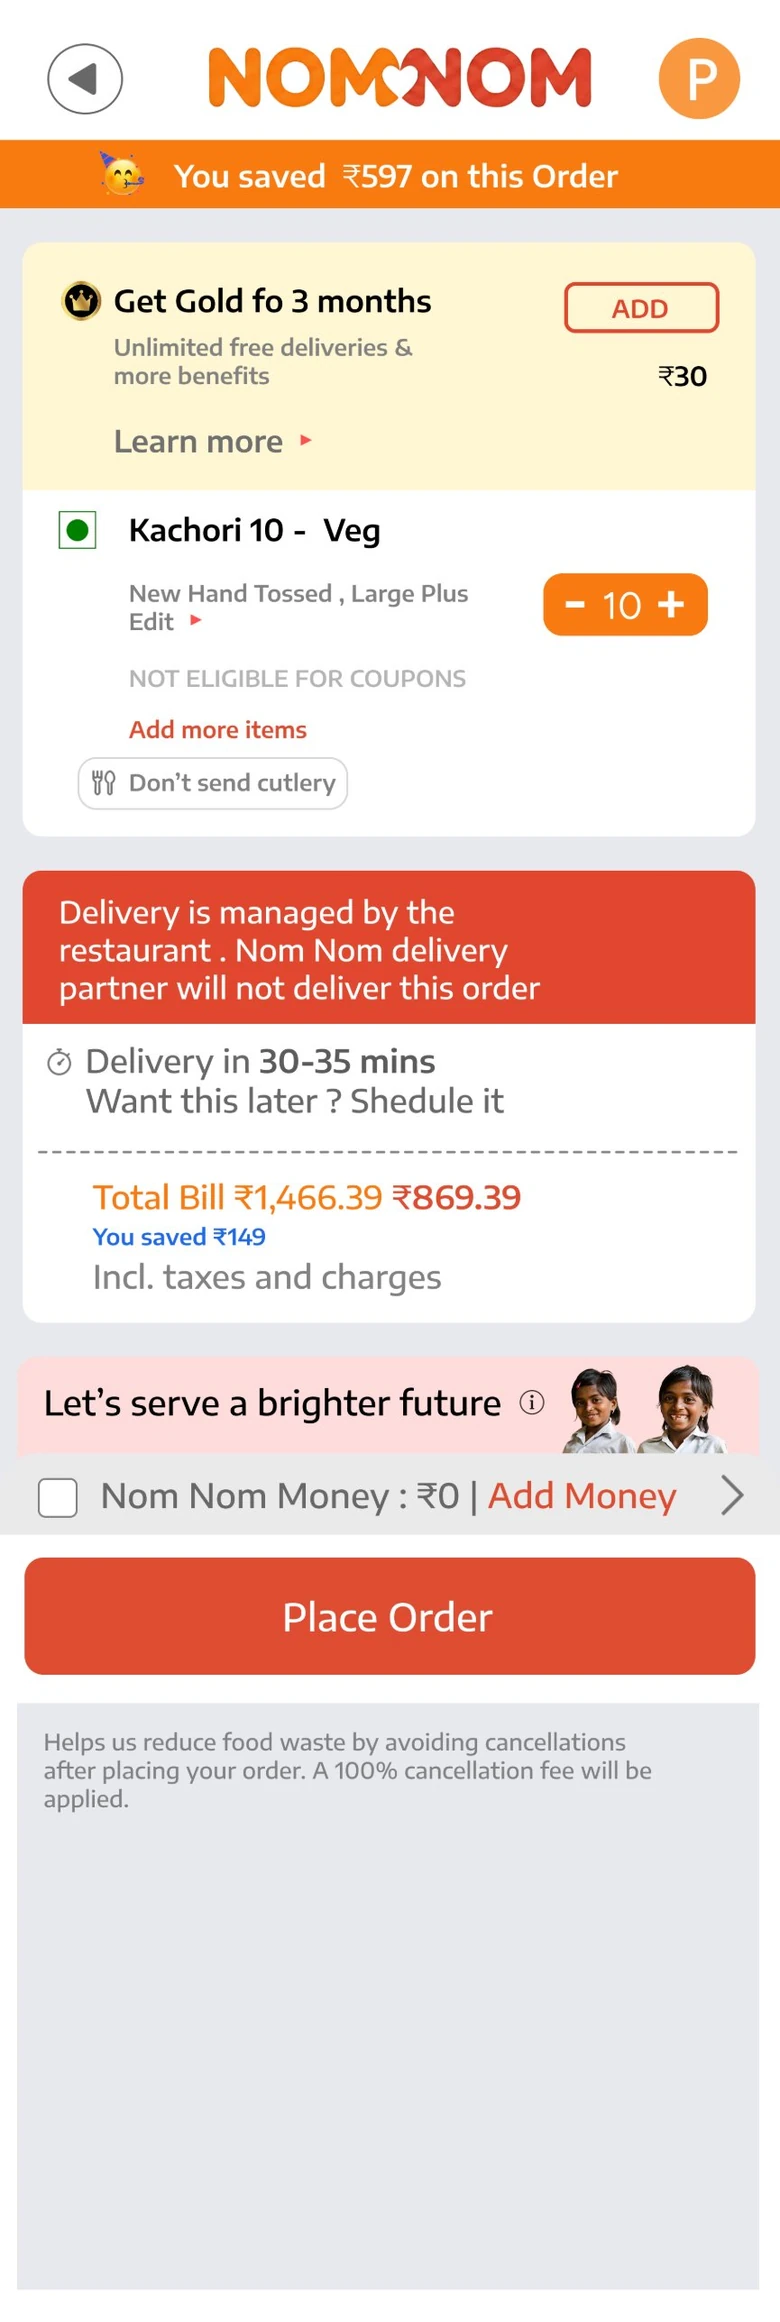 NOMNOM
P
You saved ₹597 on this Order
Get Gold fo 3 months
ADD
Unlimited free deliveries &
more benefits
₹30
Learn more
Kachori 10 - Veg
New Hand Tossed , Large Plus
Edit
- 10 +
NOT ELIGIBLE FOR COUPONS
Add more items
Don’t send cutlery
Delivery is managed by the
restaurant . Nom Nom delivery
partner will not deliver this order
Delivery in 30-35 mins
Want this later ? Shedule it
Total Bill ₹1,466.39 ₹869.39
You saved ₹149
Incl. taxes and charges
Let’s serve a brighter future
Nom Nom Money : ₹0 | Add Money
Place Order
Helps us reduce food waste by avoiding cancellations
after placing your order. A 100% cancellation fee will be
applied.